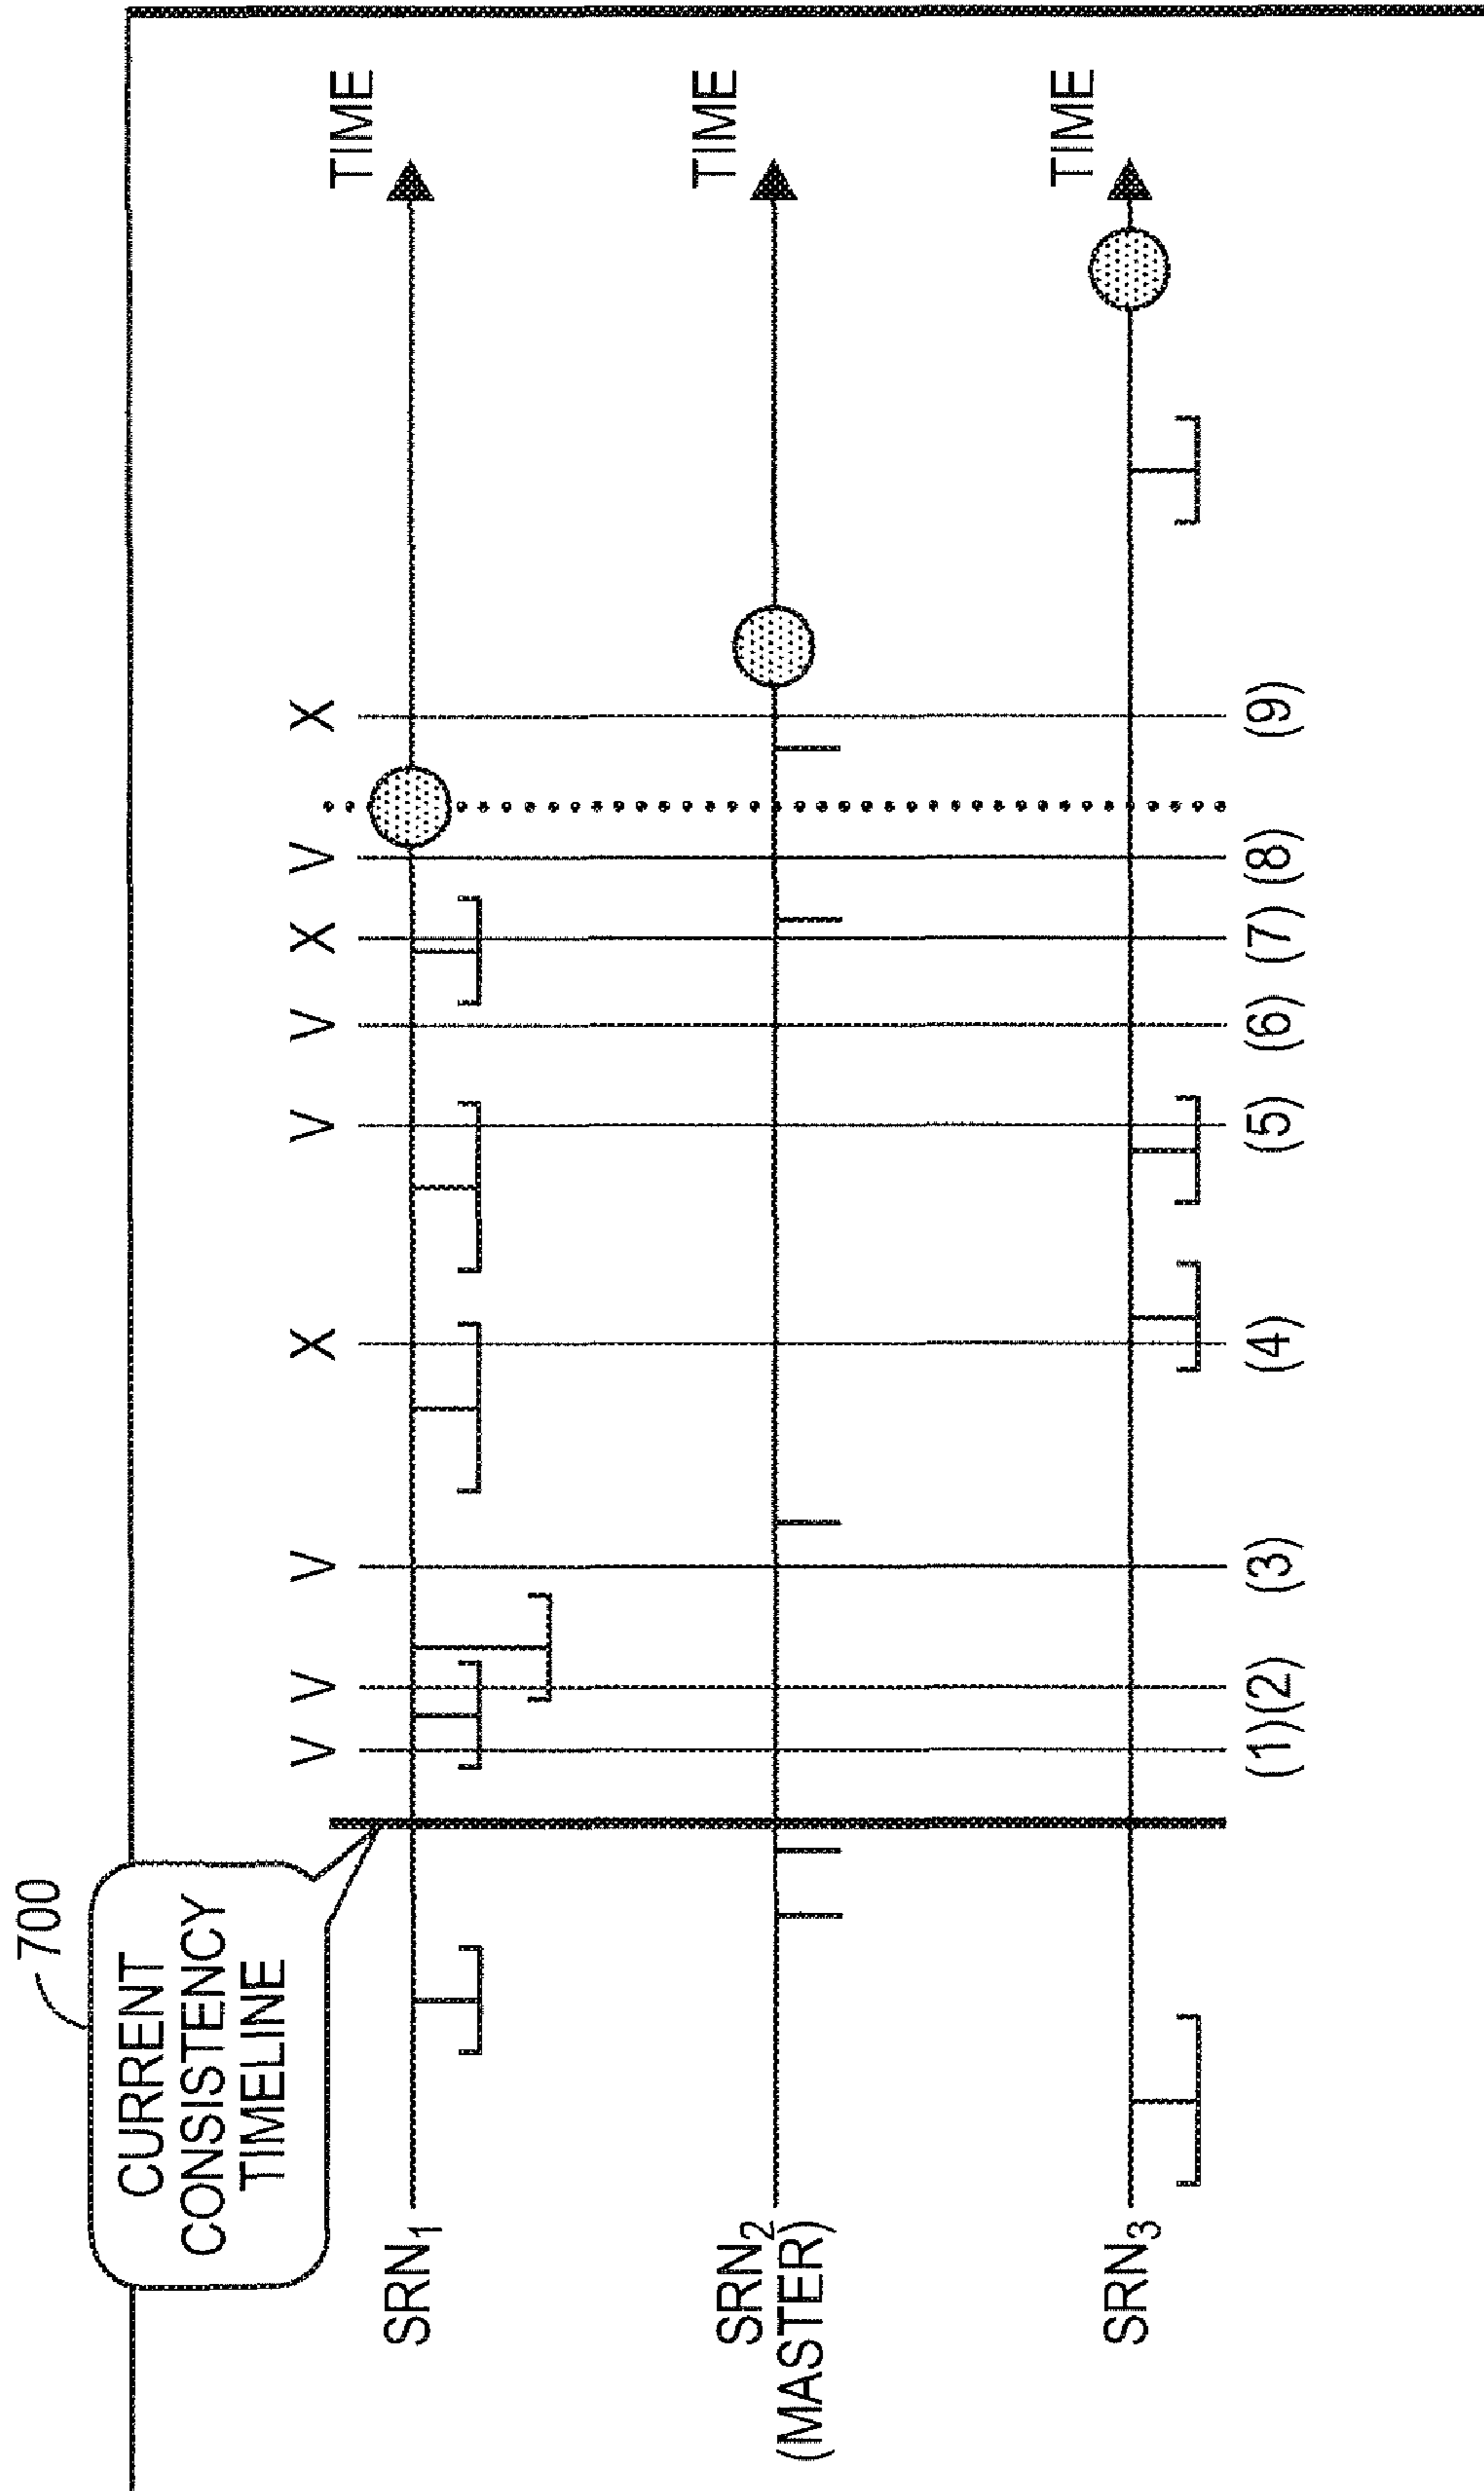 700
CURRENT
CONSISTENCY
TIMELINE
V V V X V V X V X
SRN1 TIME
SRN2
(MASTER) TIME
SRN3 TIME
(1) (2) (3) (4) (5) (6) (7) (8) (9)